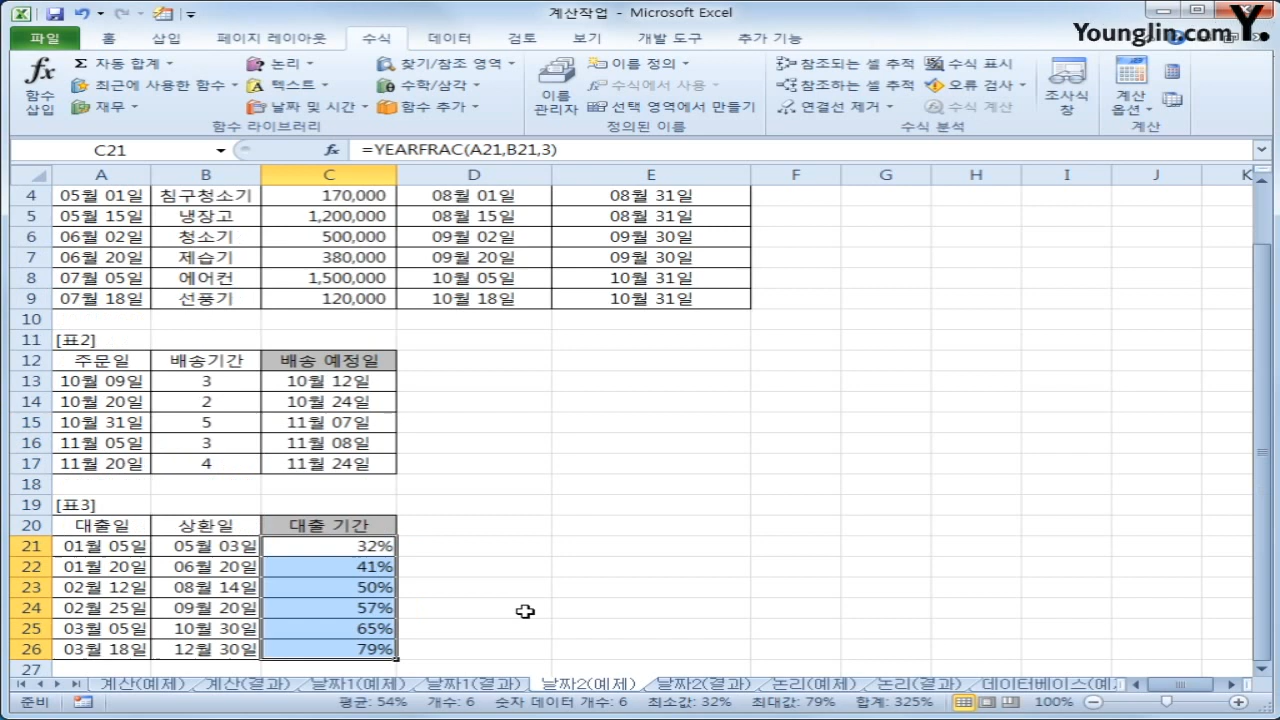 계산작업 - Microsoft Excel
Younglin.com Y.
파일 홈 삽입 페이지 레이아웃 수식 데이터 검토 보기 개발 도구 추가 기능
fx 함수 삽입
Σ 자동 합계 논리 찾기/참조 영역
최근에 사용한 함수 텍스트 수학/삼각
재무 날짜 및 시간 함수 추가
함수 라이브러리
이름 관리자
이름 정의
수식에서 사용
선택 영역에서 만들기
정의된 이름
참조되는 셀 추적 수식 표시
참조하는 셀 추적 오류 검사
연결선 제거 수식 계산
수식 분석
조사식 창
계산 옵션
계산
C21 fx =YEARFRAC(A21,B21,3)
A B C D E F G H I J K
4 05월 01일 침구청소기 170,000 08월 01일 08월 31일
5 05월 15일 냉장고 1,200,000 08월 15일 08월 31일
6 06월 02일 청소기 500,000 09월 02일 09월 30일
7 06월 20일 제습기 380,000 09월 20일 09월 30일
8 07월 05일 에어컨 1,500,000 10월 05일 10월 31일
9 07월 18일 선풍기 120,000 10월 18일 10월 31일
10
11 [표2]
12 주문일 배송기간 배송 예정일
13 10월 09일 3 10월 12일
14 10월 20일 2 10월 24일
15 10월 31일 5 11월 07일
16 11월 05일 3 11월 08일
17 11월 20일 4 11월 24일
18
19 [표3]
20 대출일 상환일 대출 기간
21 01월 05일 05월 03일 32%
22 01월 20일 06월 20일 41%
23 02월 12일 08월 14일 50%
24 02월 25일 09월 20일 57%
25 03월 05일 10월 30일 65%
26 03월 18일 12월 30일 79%
27
계산(예제) 계산(결과) 날짜1(예제) 날짜1(결과) 날짜2(예제) 날짜2(결과) 논리(예제) 논리(결과) 데이터베이스(예
준비 평균: 54% 개수: 6 숫자 데이터 개수: 6 최소값: 32% 최대값: 79% 합계: 325% 100%